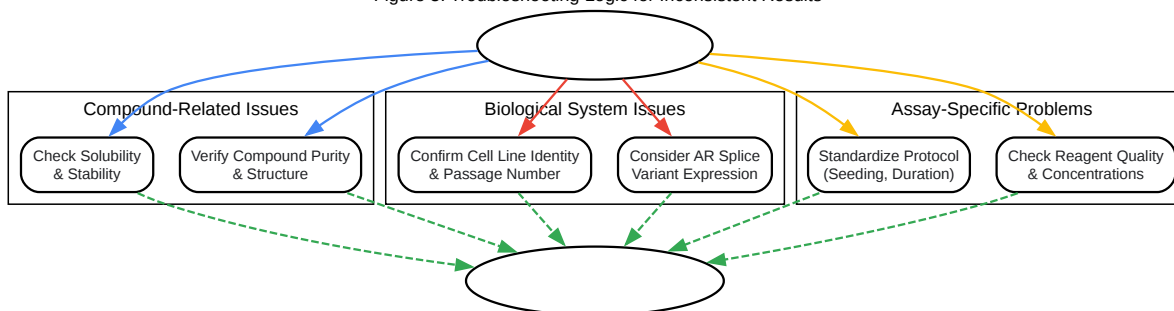 Compound-Related Issues
Biological System Issues
Assay-Specific Problems
Check Solubility
& Stability
Verify Compound Purity
& Structure
Confirm Cell Line Identity
& Passage Number
Consider AR Splice
Variant Expression
Standardize Protocol
(Seeding, Duration)
Check Reagent Quality
& Concentrations